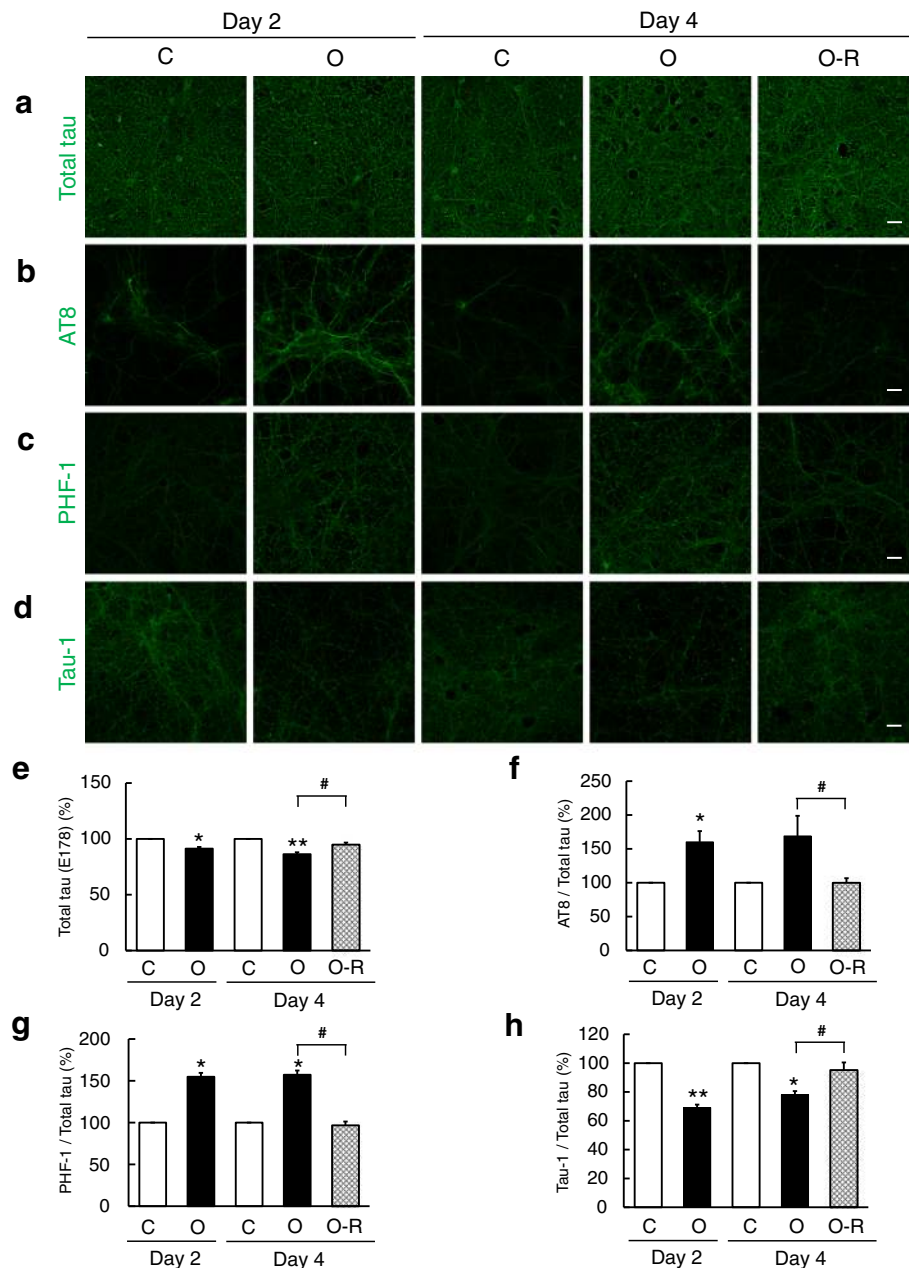 Day 2 Day 4
C O C O O-R
a Total tau
b AT8
c PHF-1
d Tau-1
e
Total tau (E178) (%)
150
100
50
0
* ** #
C O C O O-R
Day 2 Day 4
f
AT8 / Total tau (%)
250
200
150
100
50
0
* #
C O C O O-R
Day 2 Day 4
g
PHF-1 / Total tau (%)
200
150
100
50
0
* * #
C O C O O-R
Day 2 Day 4
h
Tau-1 / Total tau (%)
120
100
80
60
40
20
0
** * #
C O C O O-R
Day 2 Day 4